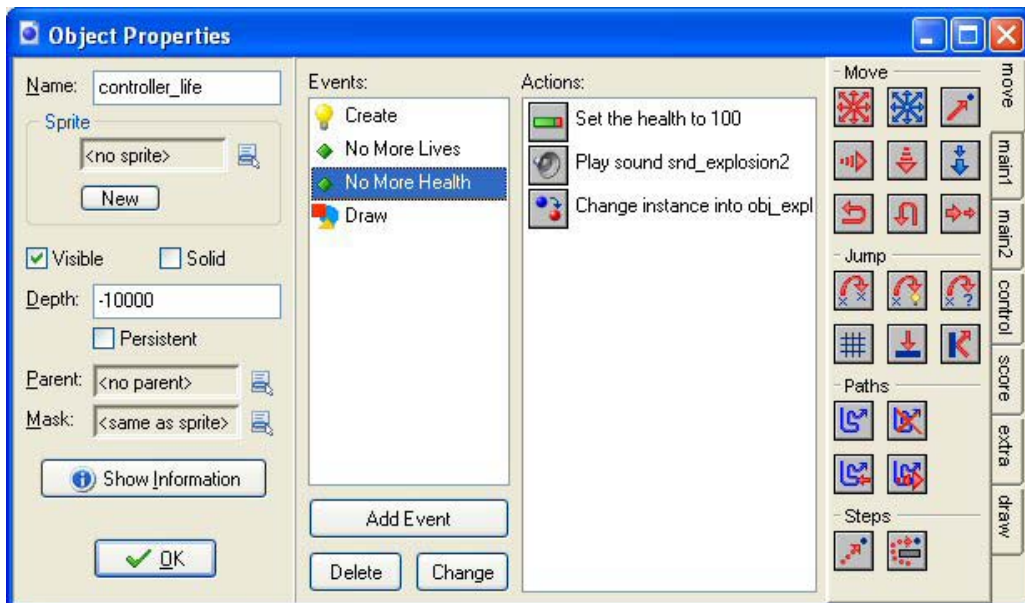 Object Properties
Name: controller_life
Sprite
<no sprite>
New
Visible
Solid
Depth: -10000
Persistent
Parent: <no parent>
Mask: <same as sprite>
Show Information
OK
Events:
Create
No More Lives
No More Health
Draw
Add Event
Delete
Change
Actions:
Set the health to 100
Play sound snd_explosion2
Change instance into obj_expl
Move
Jump
Paths
Steps
move
main1
main2
control
score
extra
draw